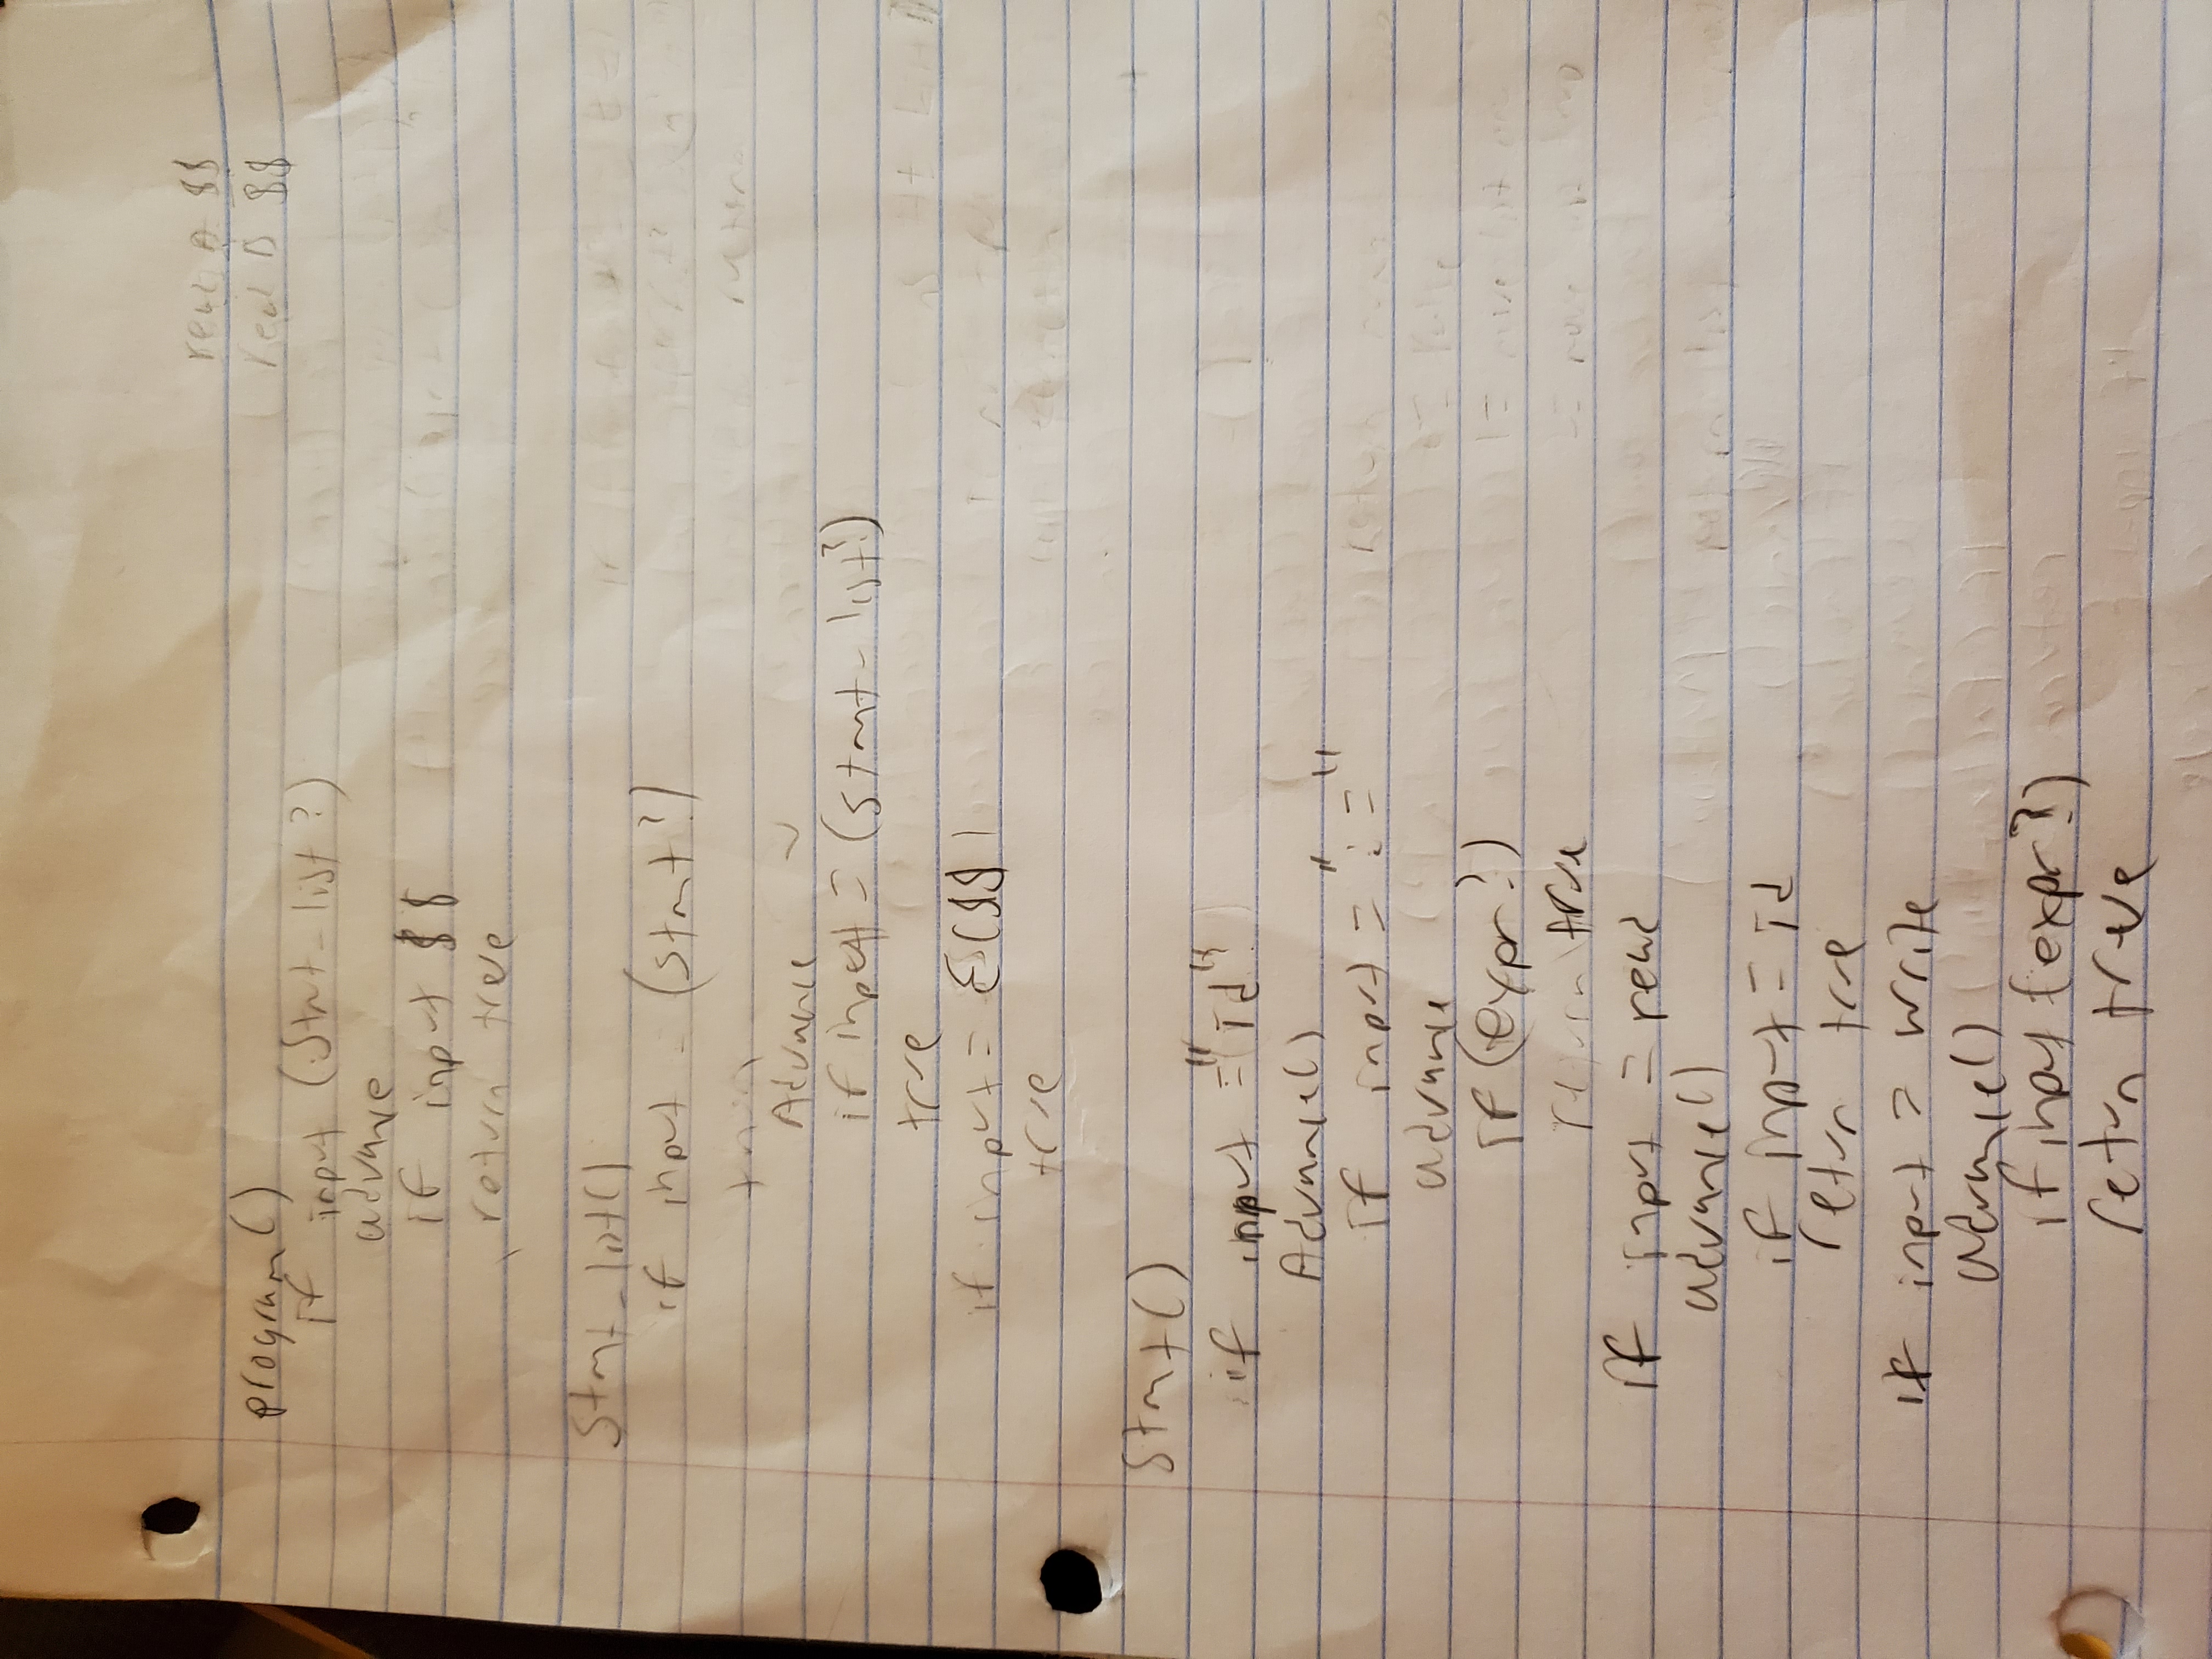 read A $$
read B $$
program()
if input (Stmt_list?)
advance
if input $$
return true
Stmt_list()
if input = (Stmt?)
Advance
if input = (stmt_list?)
true
if input = ε($$)
true
Stmt()
if input = "id"
Advance()
if input = ":="
advance
if (expr?)
return true
if input = read
advance()
if input = id
return true
if input = write
advance()
if input (expr?)
return true